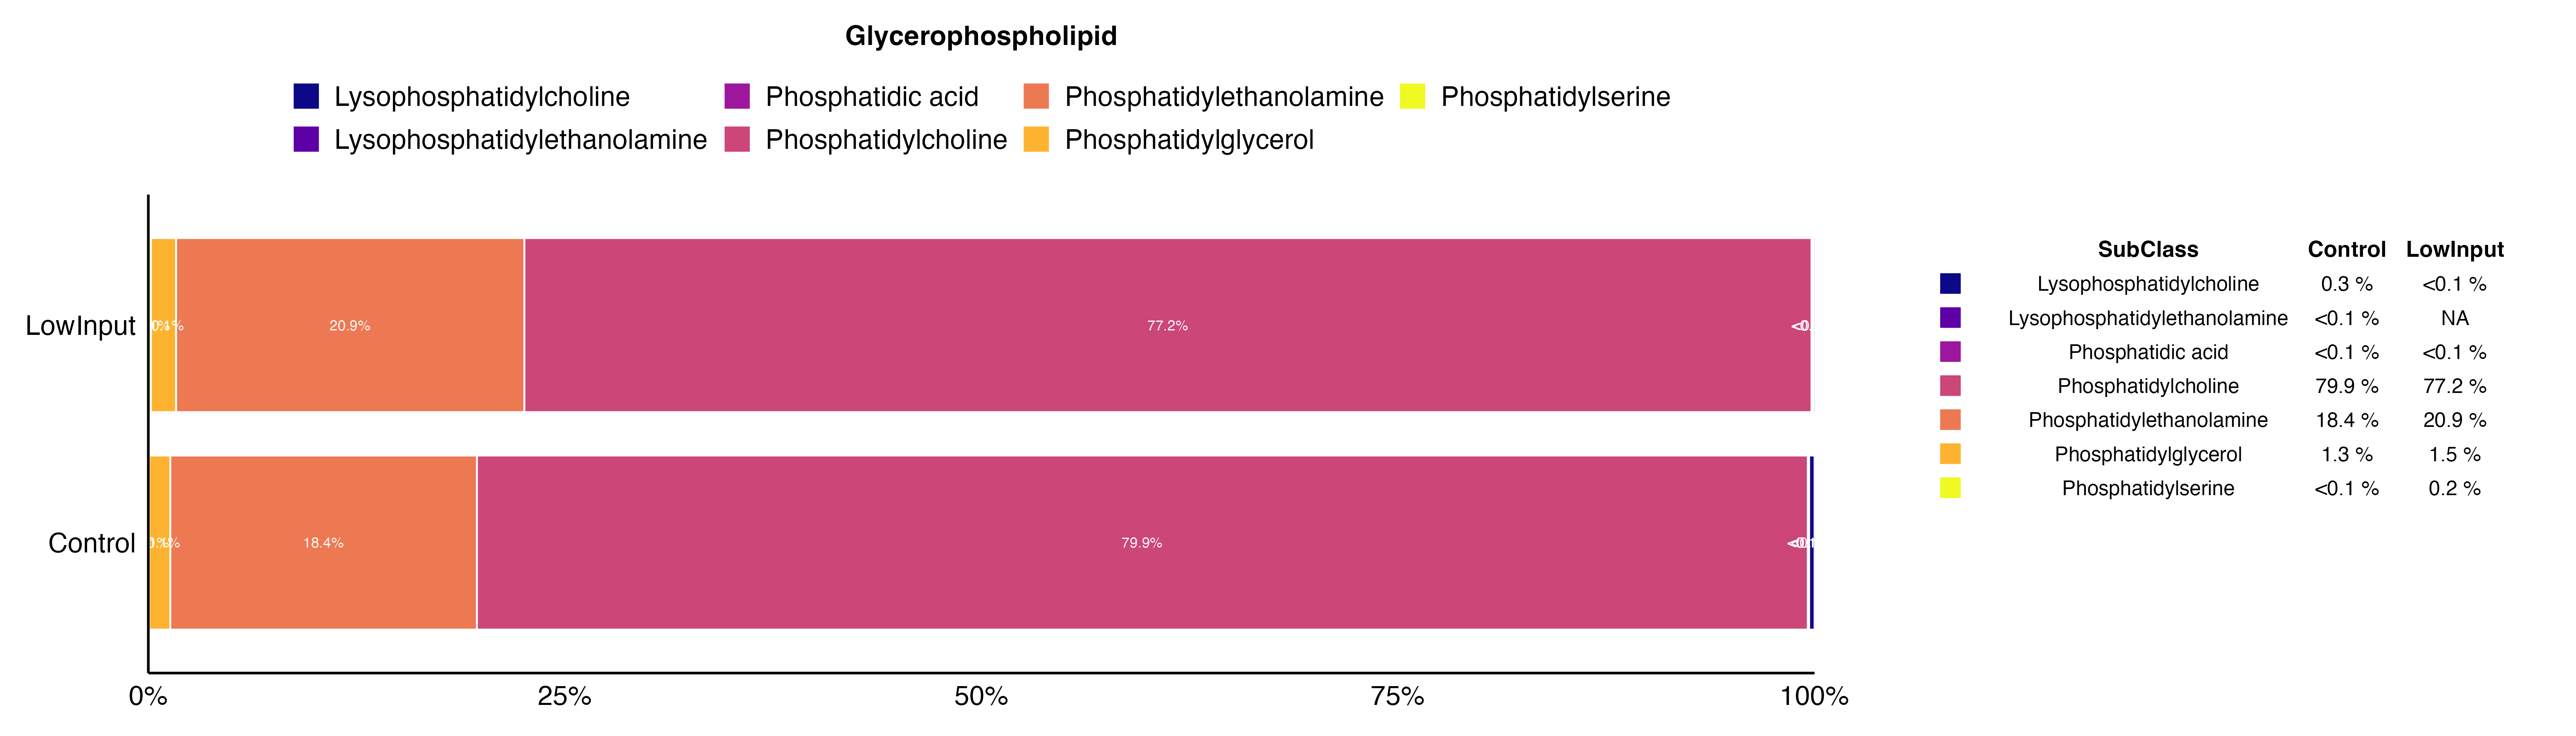 Glycerophospholipid
Lysophosphatidylcholine Phosphatidic acid Phosphatidylethanolamine Phosphatidylserine
Lysophosphatidylethanolamine Phosphatidylcholine Phosphatidylglycerol
LowInput 20.9% 77.2%
Control 18.4% 79.9%
0% 25% 50% 75% 100%
SubClass Control LowInput
Lysophosphatidylcholine 0.3 % <0.1 %
Lysophosphatidylethanolamine <0.1 % NA
Phosphatidic acid <0.1 % <0.1 %
Phosphatidylcholine 79.9 % 77.2 %
Phosphatidylethanolamine 18.4 % 20.9 %
Phosphatidylglycerol 1.3 % 1.5 %
Phosphatidylserine <0.1 % 0.2 %